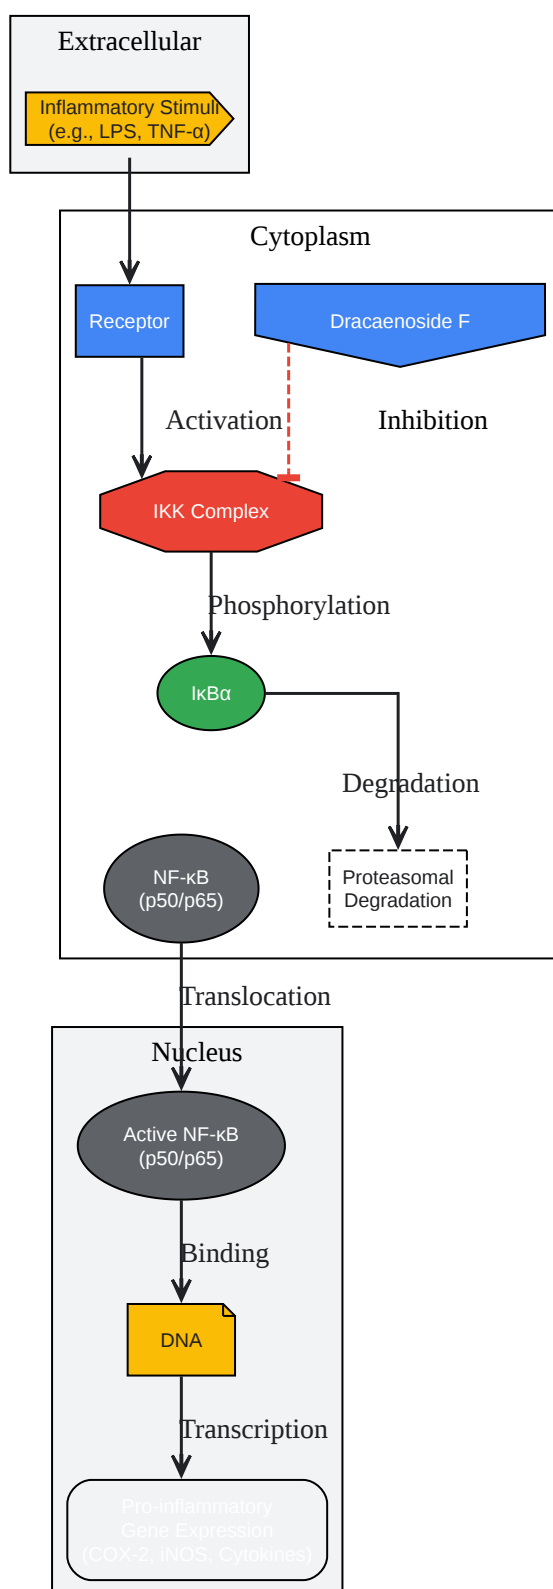 Extracellular
Inflammatory Stimuli
(e.g., LPS, TNF-α)
Cytoplasm
Receptor
Dracaenoside F
Activation
Inhibition
IKK Complex
Phosphorylation
IκBα
Degradation
NF-κB
(p50/p65)
Proteasomal
Degradation
Translocation
Nucleus
Active NF-κB
(p50/p65)
Binding
DNA
Transcription
Pro-inflammatory
Gene Expression
(COX-2, iNOS, Cytokines)